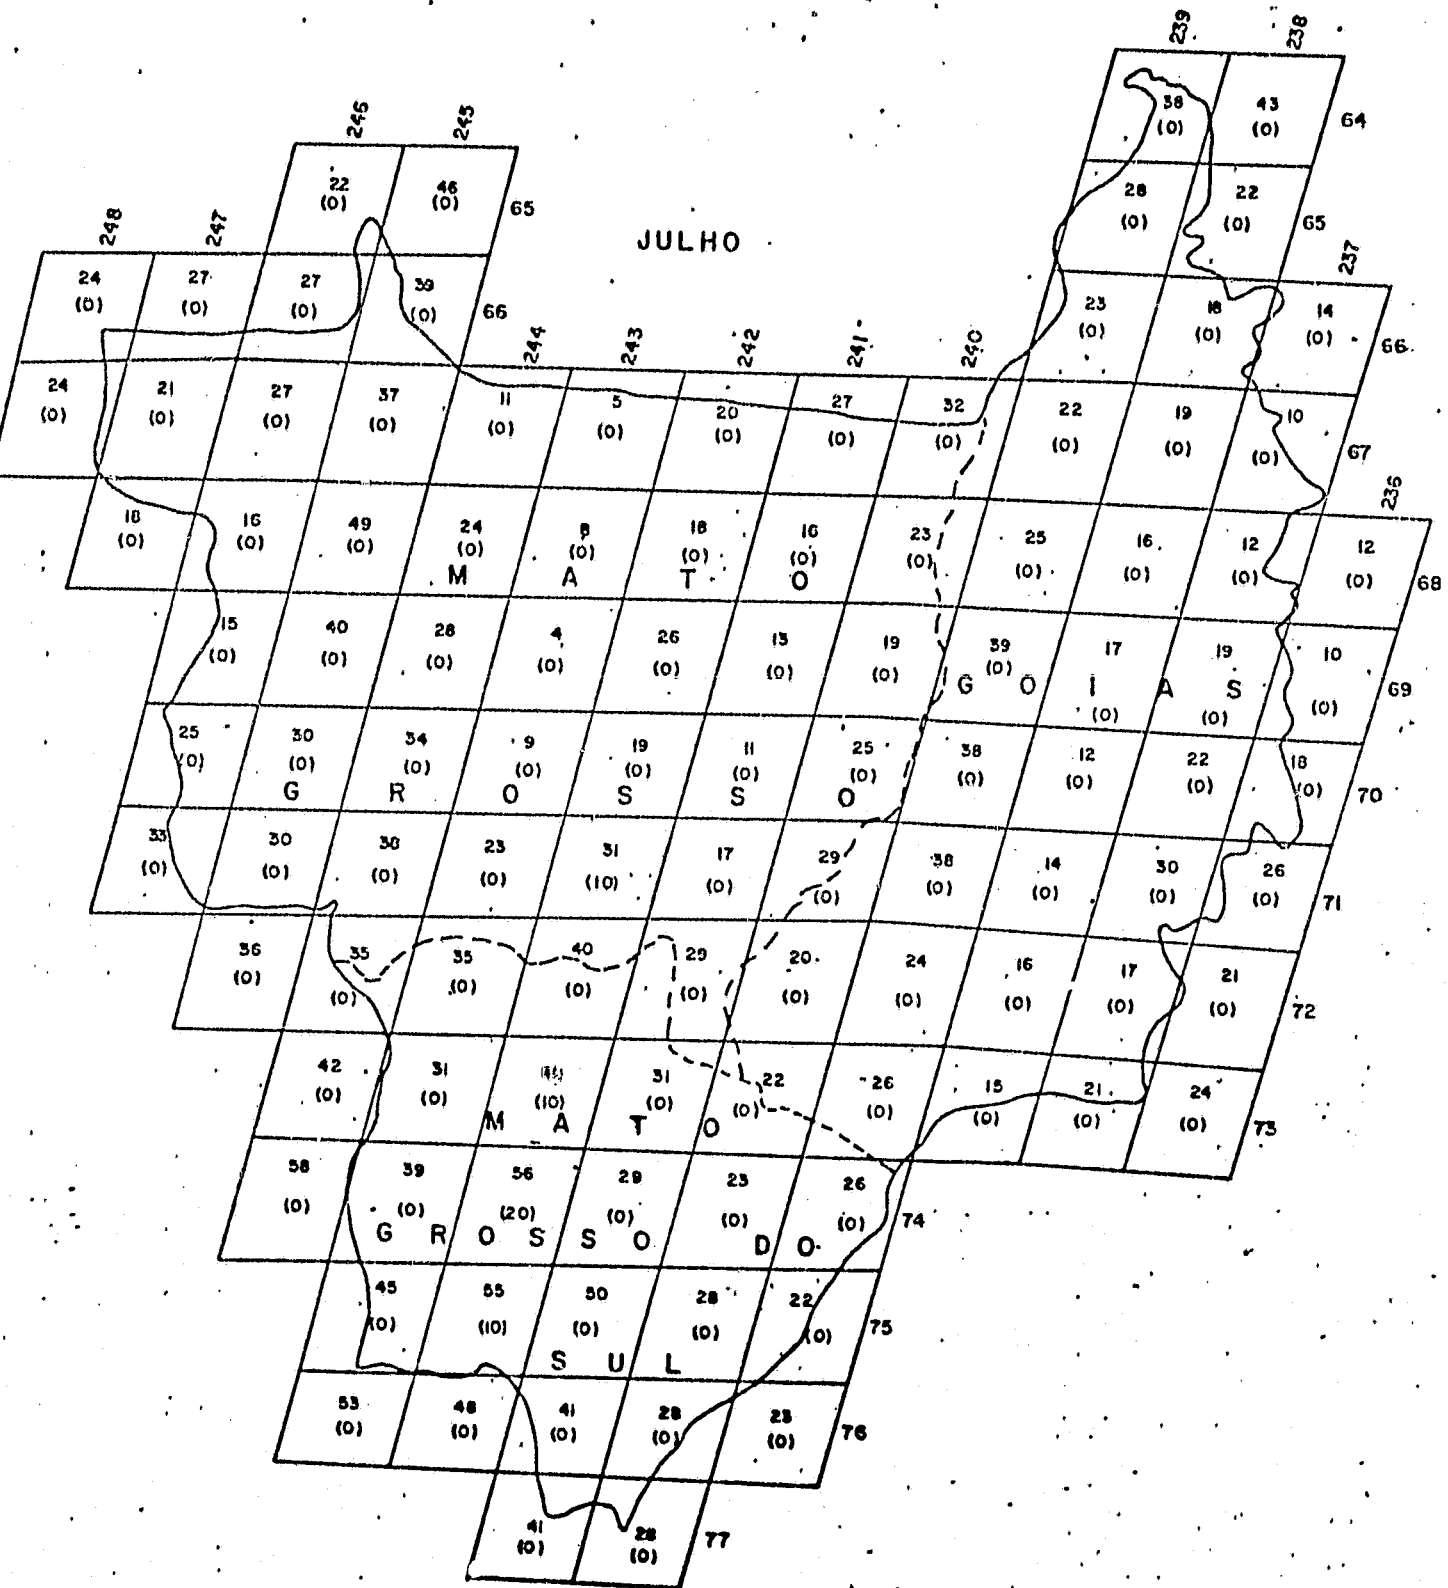 239 238
38 43 64
(0) (0)
246 245
22 46 65
(0) (0)
28 22 65
(0) (0)
JULHO
248 247
237
24 27 27 39 66
(0) (0) (0) (0)
23 18 14 66
(0) (0) (0)
244 243 242 241 240
24 21 27 37 11 5 20 27 32 22 19 10 67
(0) (0) (0) (0) (0) (0) (0) (0) (0) (0) (0) (0)
236
18 16 49 24 8 18 16 23 25 16 12 12 68
(0) (0) (0) (0) (0) (0) (0) (0) (0) (0) (0) (0)
M A T O
15 40 28 4 26 13 19 39 17 19 10 69
(0) (0) (0) (0) (0) (0) (0) (0) (0) (0) (0)
G O I A S
25 30 34 9 19 11 25 38 12 22 18 70
(0) (0) (0) (0) (0) (0) (0) (0) (0) (0) (0)
G R O S S O
33 30 38 23 31 17 29 38 14 30 26 71
(0) (0) (0) (0) (10) (0) (0) (0) (0) (0) (0)
36 35 35 40 29 20 24 16 17 21 72
(0) (0) (0) (0) (0) (0) (0) (0) (0) (0)
42 31 31 22 26 15 21 24 73
(0) (0) (10) (0) (0) (0) (0) (0) (0)
M A T O
58 39 56 29 23 26 74
(0) (0) (20) (0) (0) (0)
G R O S S O D O
45 55 50 28 22 75
(0) (10) (0) (0) (0)
S U L
53 48 41 28 23 76
(0) (0) (0) (0) (0)
41 28 77
(0) (0)